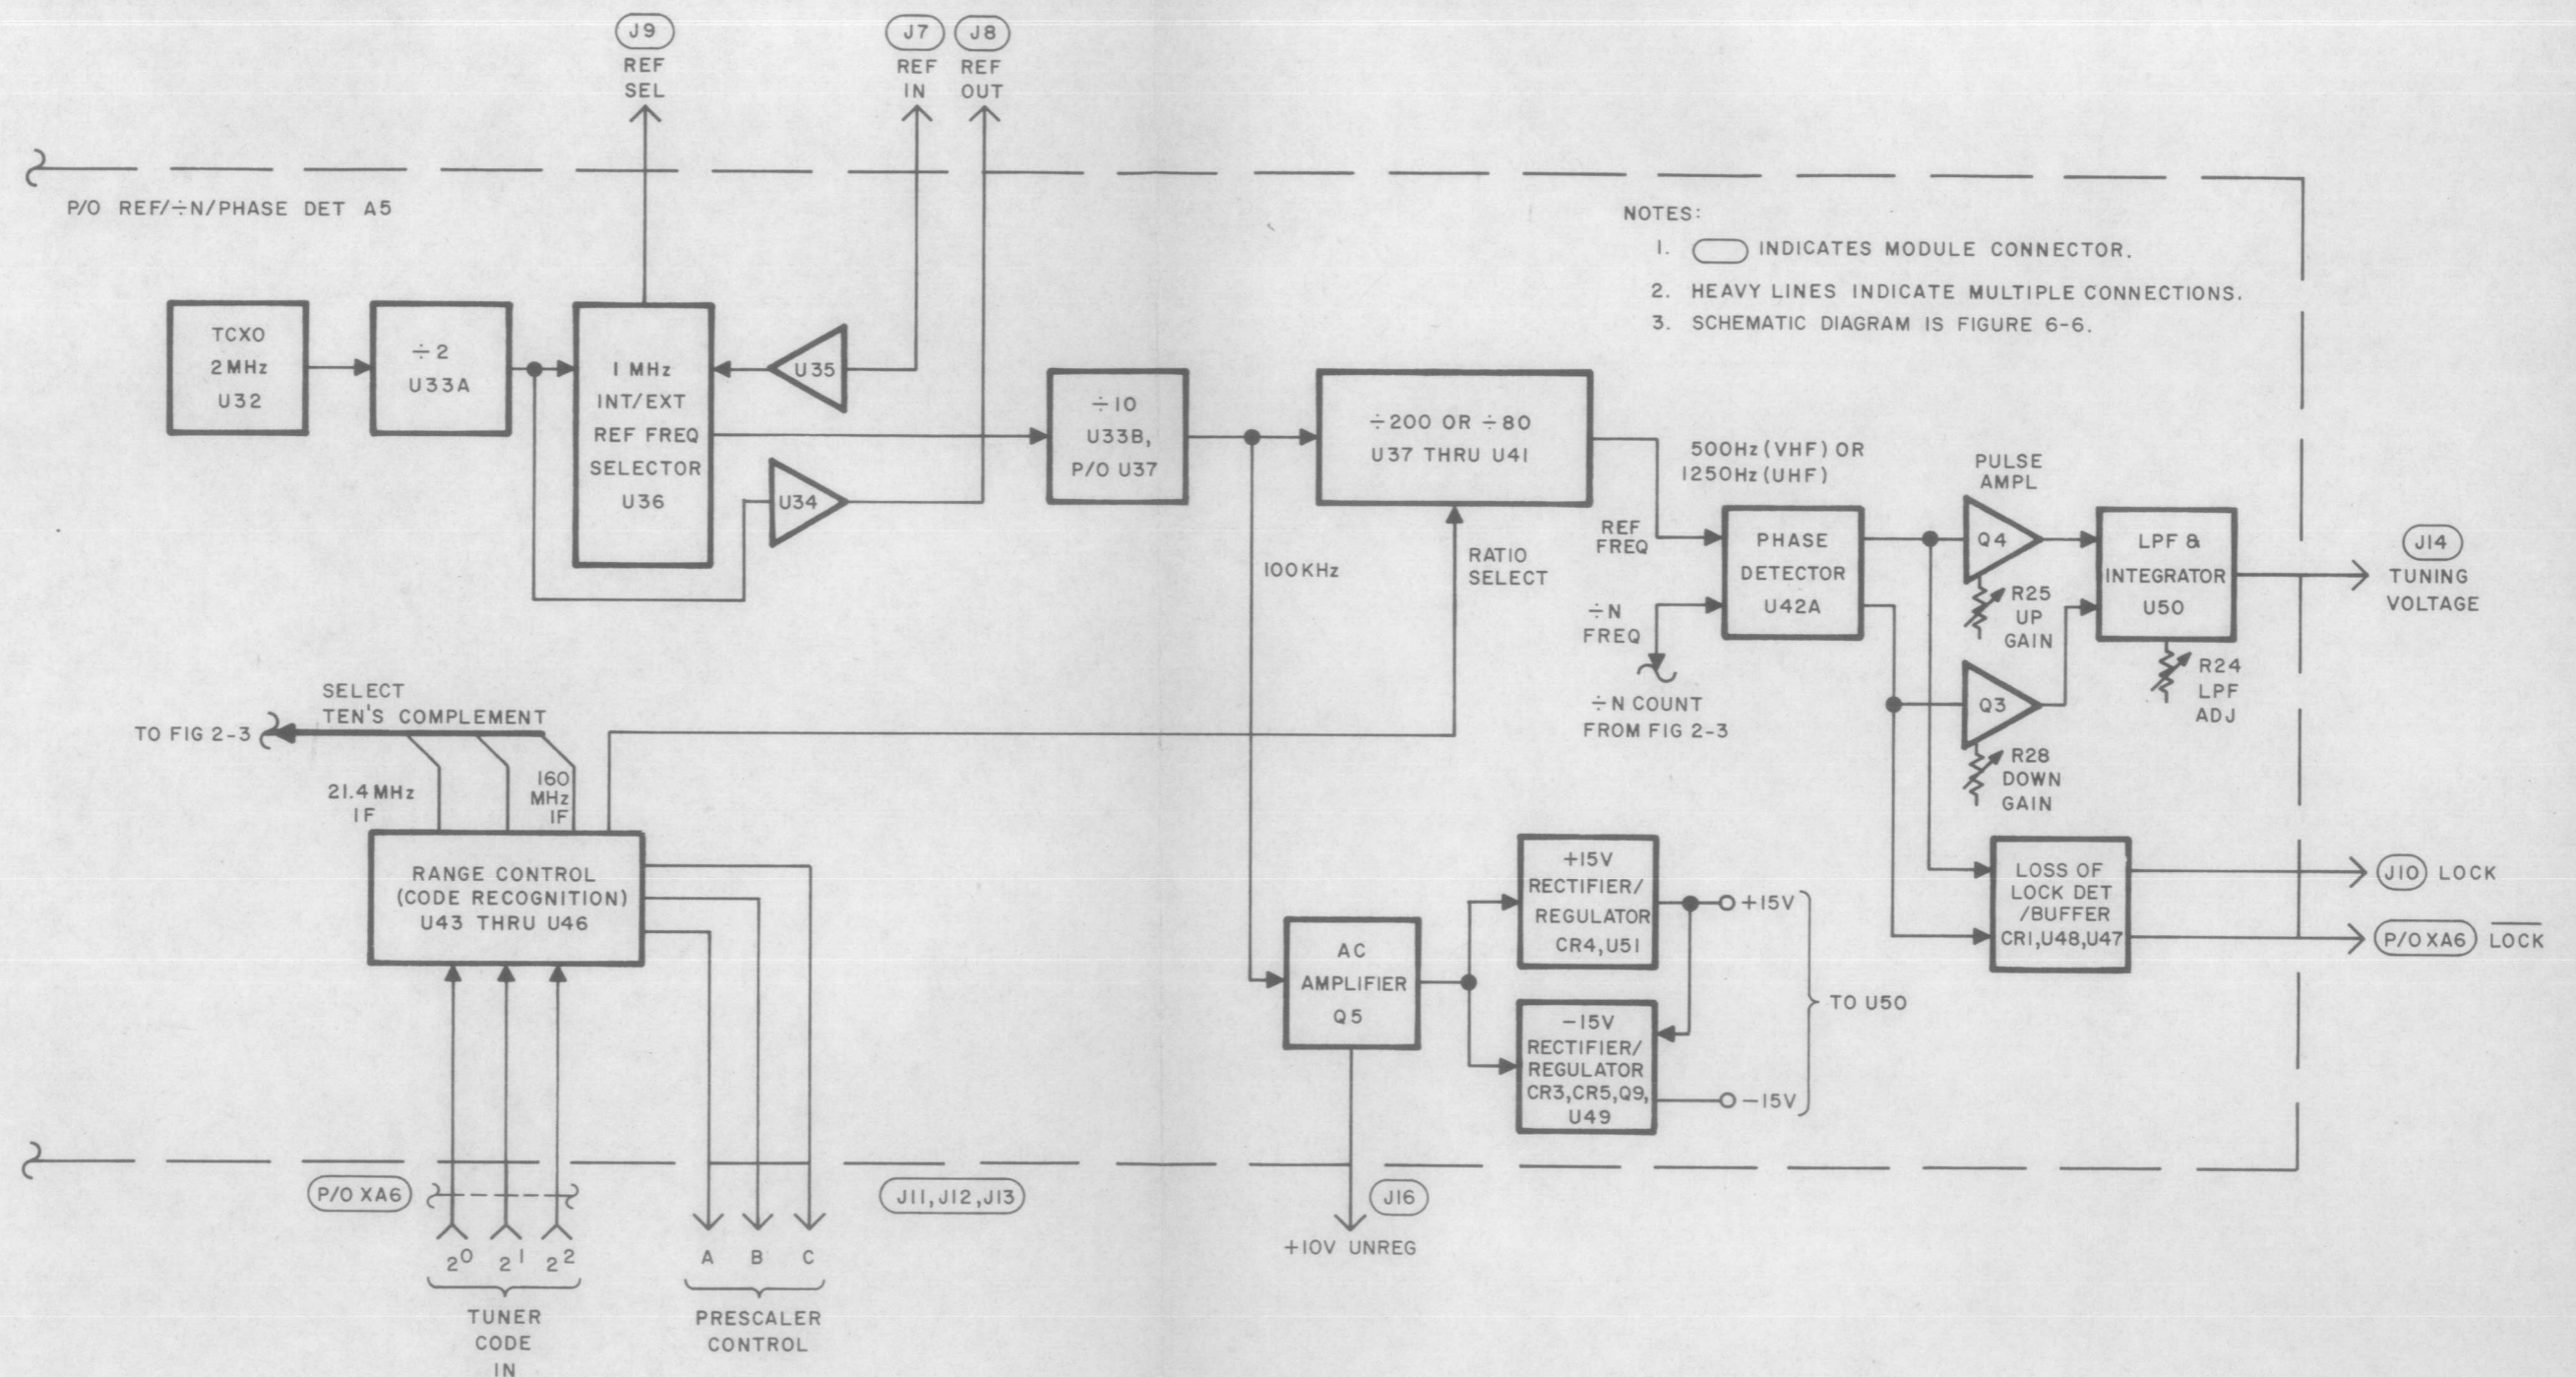 J9
REF
SEL
J7
REF
IN
J8
REF
OUT
P/O REF/÷N/PHASE DET A5
NOTES:
1. INDICATES MODULE CONNECTOR.
2. HEAVY LINES INDICATE MULTIPLE CONNECTIONS.
3. SCHEMATIC DIAGRAM IS FIGURE 6-6.
TCXO
2MHz
U32
÷2
U33A
1 MHz
INT/EXT
REF FREQ
SELECTOR
U36
U35
U34
÷10
U33B,
P/O U37
÷200 OR ÷80
U37 THRU U41
100KHz
RATIO
SELECT
500Hz (VHF) OR
1250Hz (UHF)
REF
FREQ
÷N
FREQ
÷N COUNT
FROM FIG 2-3
PHASE
DETECTOR
U42A
PULSE
AMPL
Q4
R25
UP
GAIN
Q3
R28
DOWN
GAIN
LPF &
INTEGRATOR
U50
R24
LPF
ADJ
J14
TUNING
VOLTAGE
SELECT
TEN'S COMPLEMENT
TO FIG 2-3
21.4MHz
IF
160
MHz
IF
RANGE CONTROL
(CODE RECOGNITION)
U43 THRU U46
AC
AMPLIFIER
Q5
+15V
RECTIFIER/
REGULATOR
CR4,U51
-15V
RECTIFIER/
REGULATOR
CR3,CR5,Q9,
U49
+15V
-15V
TO U50
LOSS OF
LOCK DET
/BUFFER
CR1,U48,U47
J10 LOCK
P/O XA6 L̅O̅C̅K̅
P/O XA6
J11,J12,J13
J16
+10V UNREG
2⁰ 2¹ 2²
TUNER
CODE
IN
A B C
PRESCALER
CONTROL